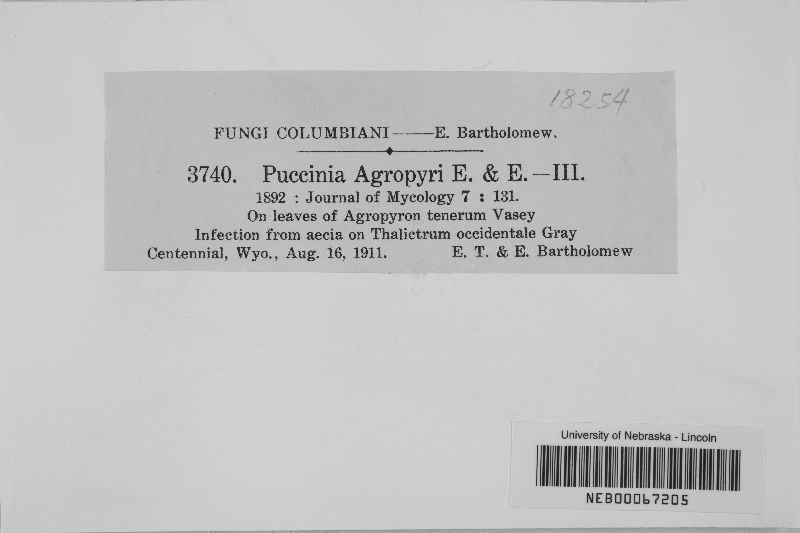 18254
FUNGI COLUMBIANI——E. Bartholomew.
3740. Puccinia Agropyri E. & E.—III.
1892 : Journal of Mycology 7 : 131.
On leaves of Agropyron tenerum Vasey
Infection from aecia on Thalictrum occidentale Gray
Centennial, Wyo., Aug. 16, 1911. E. T. & E. Bartholomew
University of Nebraska - Lincoln
NEB00067205